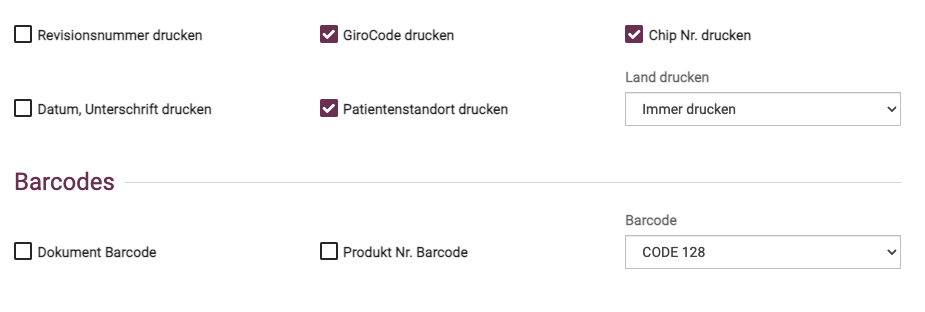 Revisionsnummer drucken
GiroCode drucken
Chip Nr. drucken
Land drucken
Datum, Unterschrift drucken
Patientenstandort drucken
Immer drucken
Barcodes
Barcode
Dokument Barcode
Produkt Nr. Barcode
CODE 128